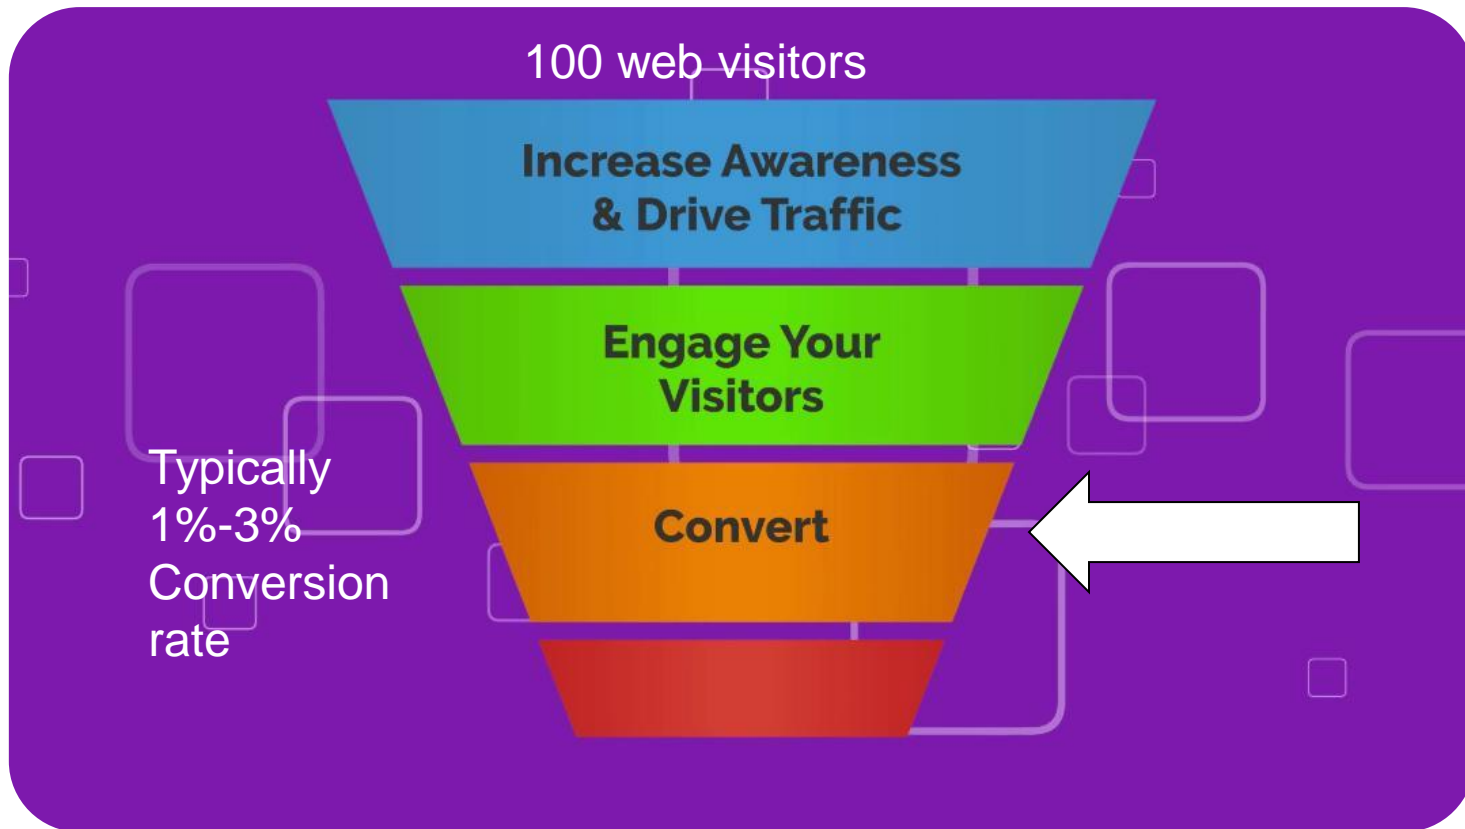 100 web visitors
Increase Awareness
& Drive Traffic
Engage Your
Visitors
Typically
1%-3%
Conversion
rate
Convert